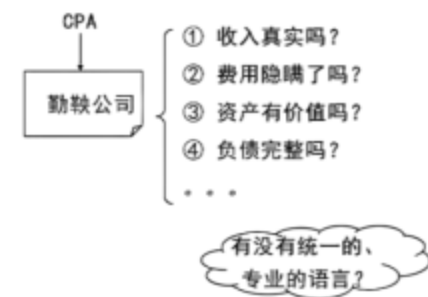 CPA
勤鞅公司
① 收入真实吗?
② 费用隐瞒了吗?
③ 资产有价值吗?
④ 负债完整吗?
。。。
有没有统一的、
专业的语言?